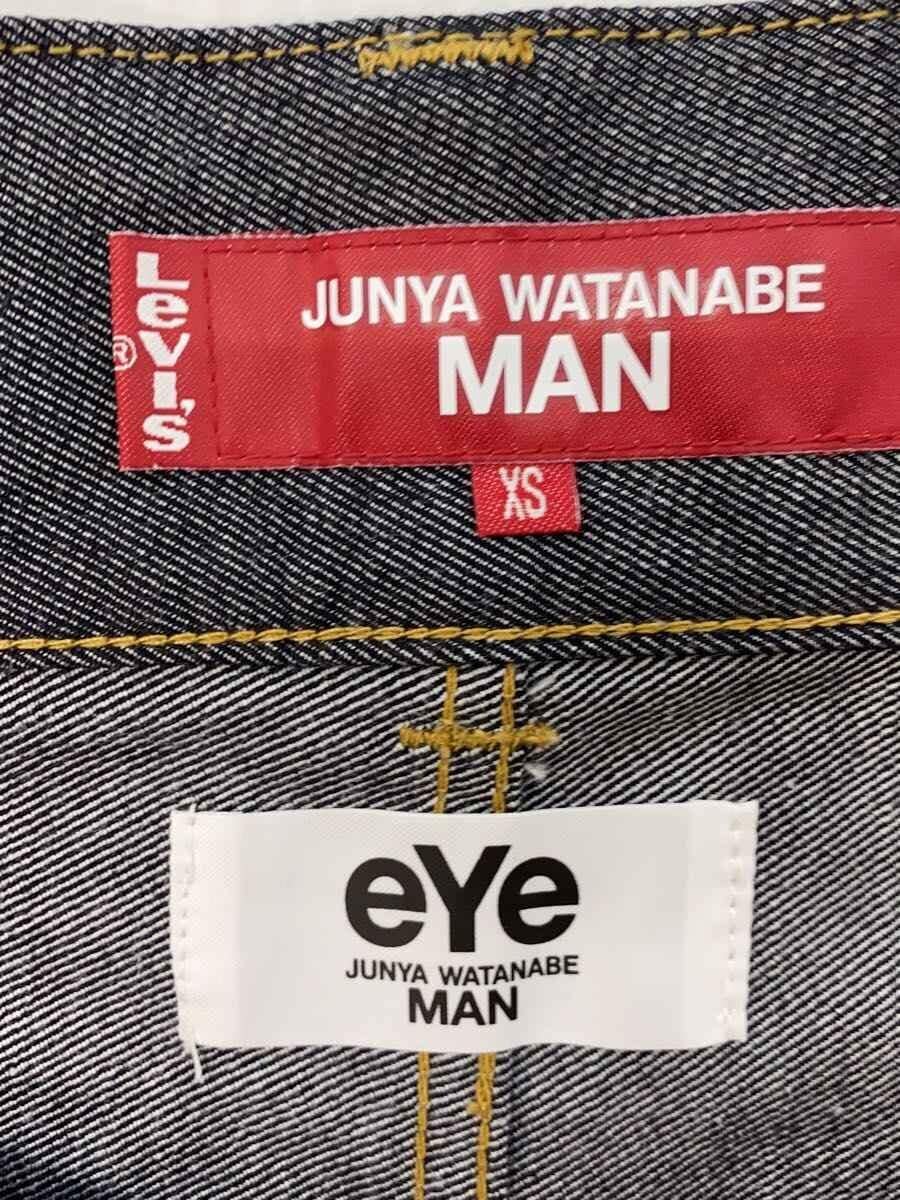 Levi's
®
JUNYA WATANABE
MAN
XS
eYe
JUNYA WATANABE
MAN